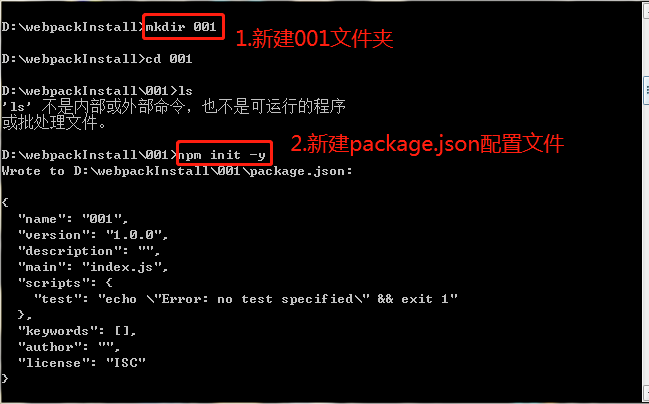 D:\webpackInstall>mkdir 001
1.新建001文件夹
D:\webpackInstall>cd 001
D:\webpackInstall\001>ls
'ls' 不是内部或外部命令，也不是可运行的程序
或批处理文件。
D:\webpackInstall\001>npm init -y
2.新建package.json配置文件
Wrote to D:\webpackInstall\001\package.json:
{
"name": "001",
"version": "1.0.0",
"description": "",
"main": "index.js",
"scripts": {
"test": "echo \"Error: no test specified\" && exit 1"
},
"keywords": [],
"author": "",
"license": "ISC"
}